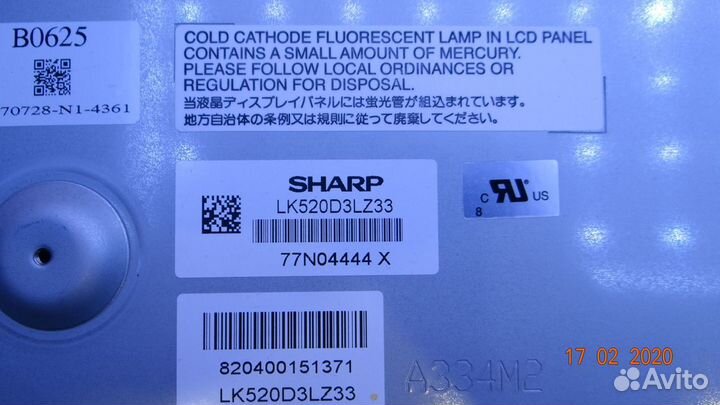 B0625
70728-N1-4361
COLD CATHODE FLUORESCENT LAMP IN LCD PANEL
CONTAINS A SMALL AMOUNT OF MERCURY.
PLEASE FOLLOW LOCAL ORDINANCES OR
REGULATION FOR DISPOSAL.
当液晶ディスプレイパネルには蛍光管が組込まれています。
地方自治体の条例又は規則に従って廃棄してください。
SHARP
LK520D3LZ33
77N04444 X
c RU US
8
820400151371
LK520D3LZ33
A334M2
17 02 2020
Avito